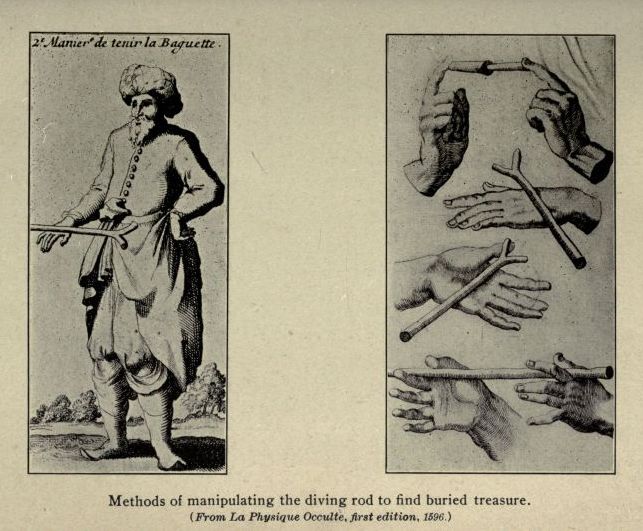 2.e Manier.e de tenir la Baguette.
Methods of manipulating the diving rod to find buried treasure.
(From La Physique Occulte, first edition, 1596.)